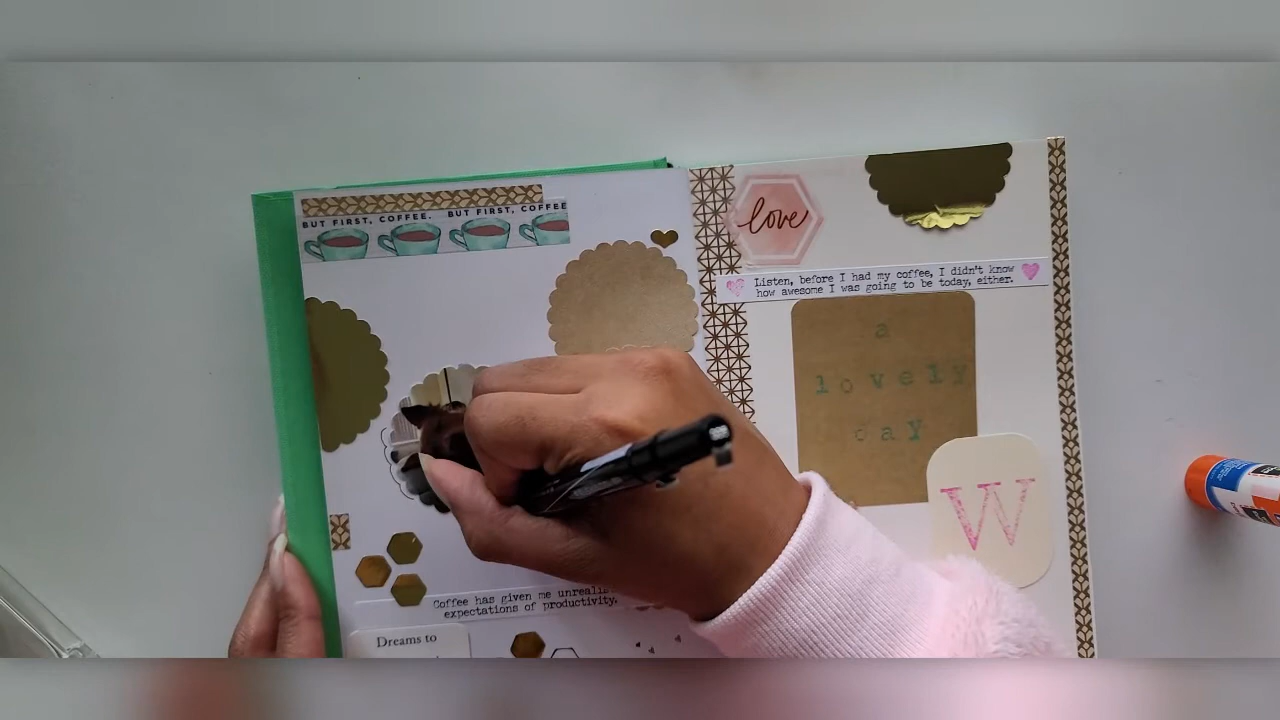 BUT FIRST, COFFEE. BUT FIRST, COFFEE
love
Listen, before I had my coffee, I didn't know
how awesome I was going to be today, either.
a
lovely
day
W
Coffee has given me
expectations of productivity.
Dreams to